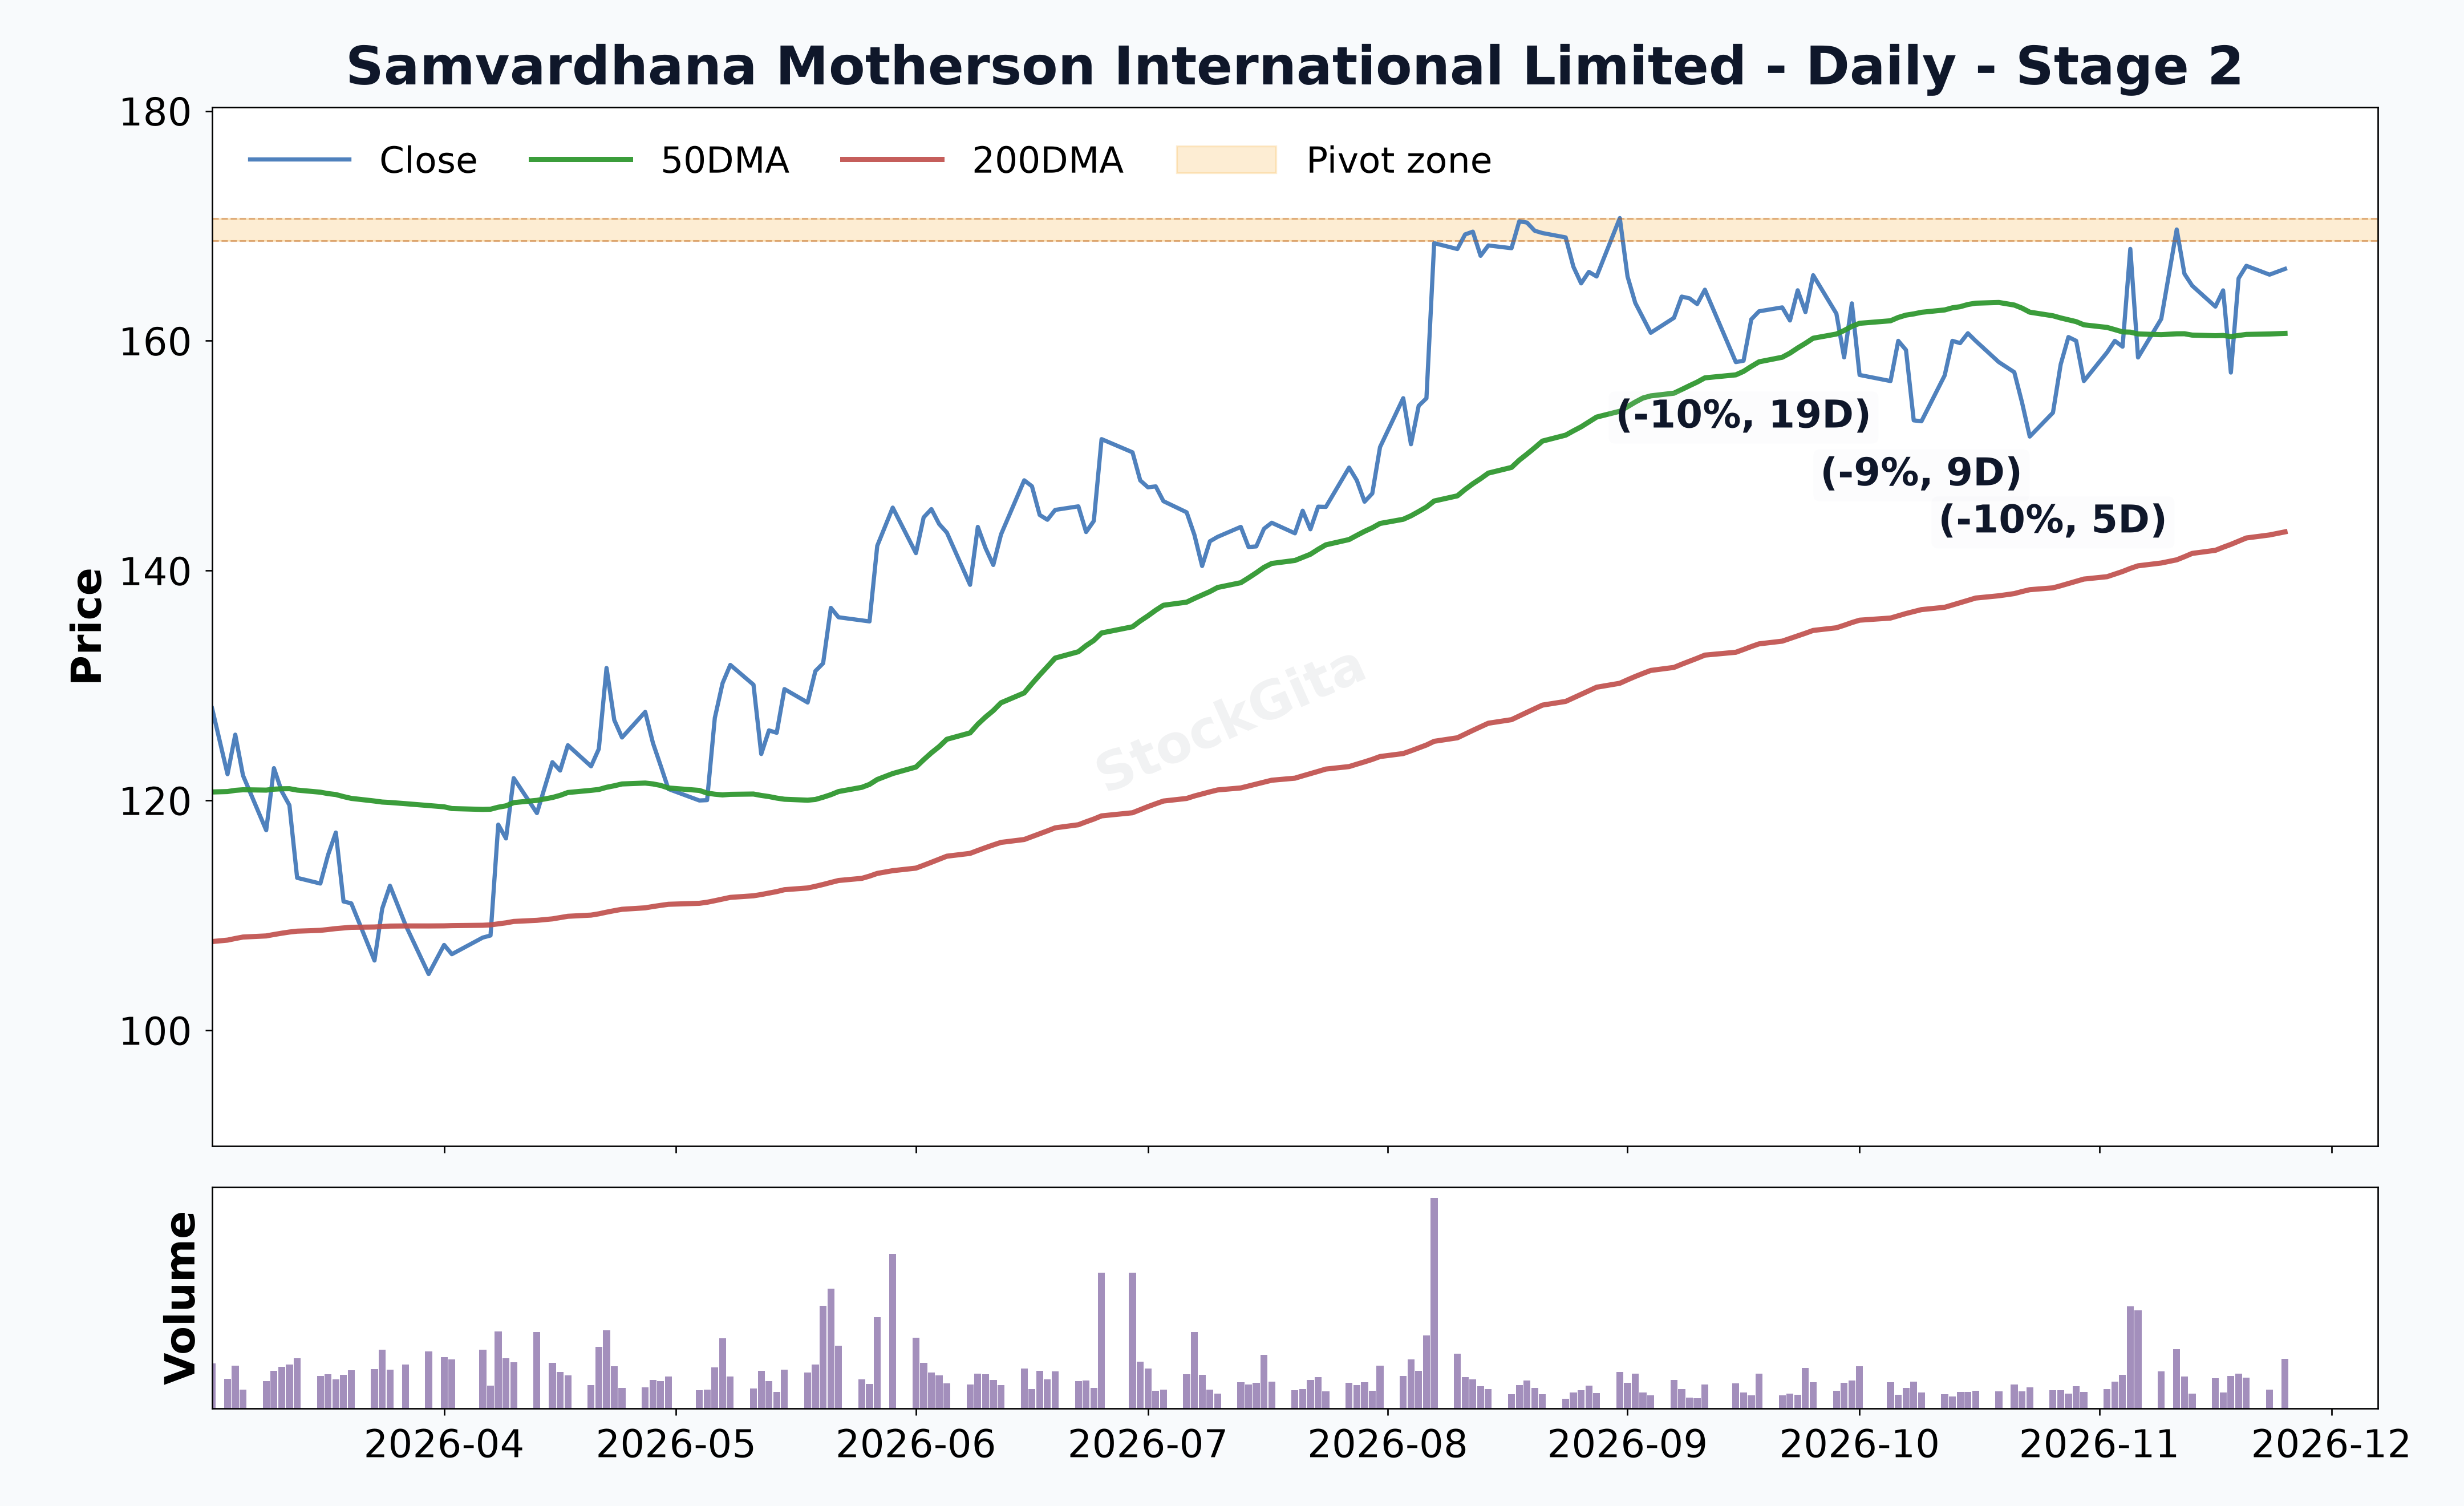 Samvardhana Motherson International Limited - Daily - Stage 2
180
Close 50DMA 200DMA Pivot zone
160
(-10%, 19D)
(-9%, 9D)
(-10%, 5D)
140
Price
StockGita
120
100
Volume
2026-04 2026-05 2026-06 2026-07 2026-08 2026-09 2026-10 2026-11 2026-12